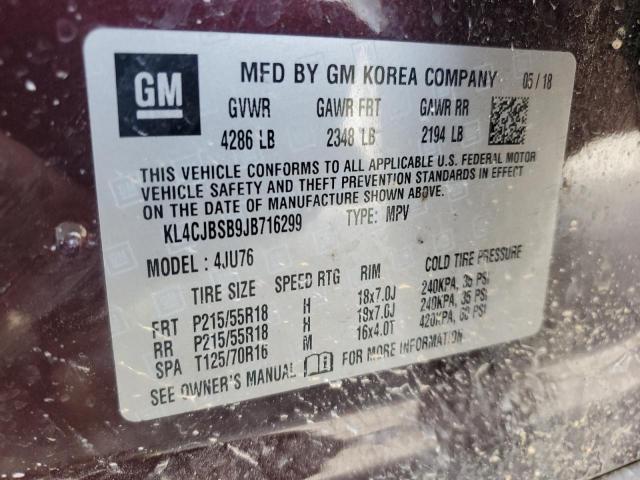 GM
MFD BY GM KOREA COMPANY 05/18
GVWR GAWR FRT GAWR RR
4286 LB 2348 LB 2194 LB
THIS VEHICLE CONFORMS TO ALL APPLICABLE U.S. FEDERAL MOTOR
VEHICLE SAFETY AND THEFT PREVENTION STANDARDS IN EFFECT
ON THE DATE OF MANUFACTURE SHOWN ABOVE.
KL4CJBSB9JB716299 TYPE: MPV
MODEL: 4JU76
TIRE SIZE SPEED RTG RIM COLD TIRE PRESSURE
FRT P215/55R18 H 18x7.0J 240KPA, 35 PSI
RR P215/55R18 H 18x7.0J 240KPA, 35 PSI
SPA T125/70R16 M 16x4.0T 420KPA, 60 PSI
SEE OWNER'S MANUAL FOR MORE INFORMATION.